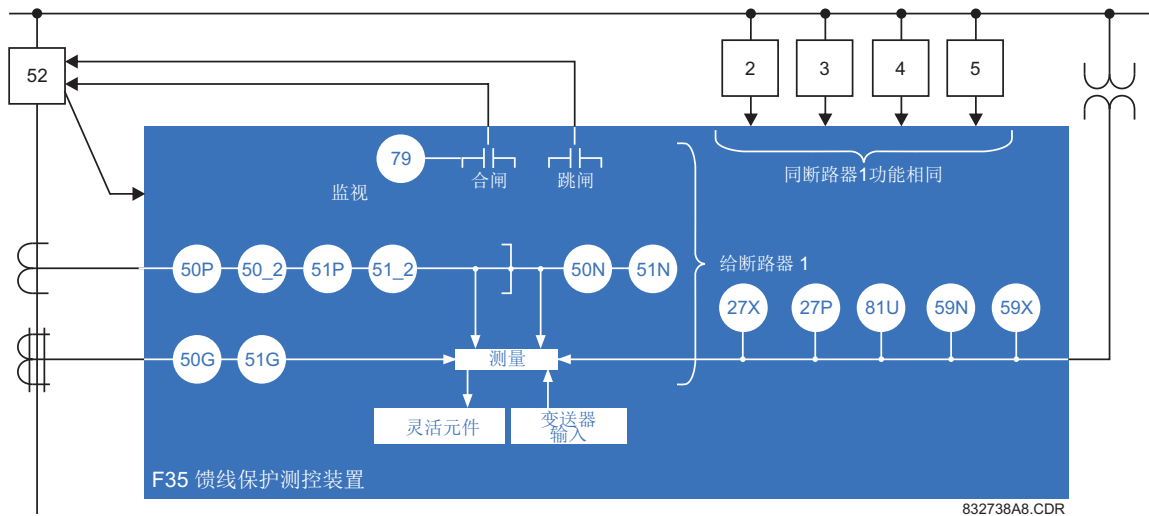 52
2
3
4
5
79
合闸
跳闸
监视
同断路器1功能相同
50P
50_2
51P
51_2
50N
51N
给断路器 1
27X
27P
81U
59N
59X
50G
51G
测量
灵活元件
变送器
输入
F35 馈线保护测控装置
832738A8.CDR